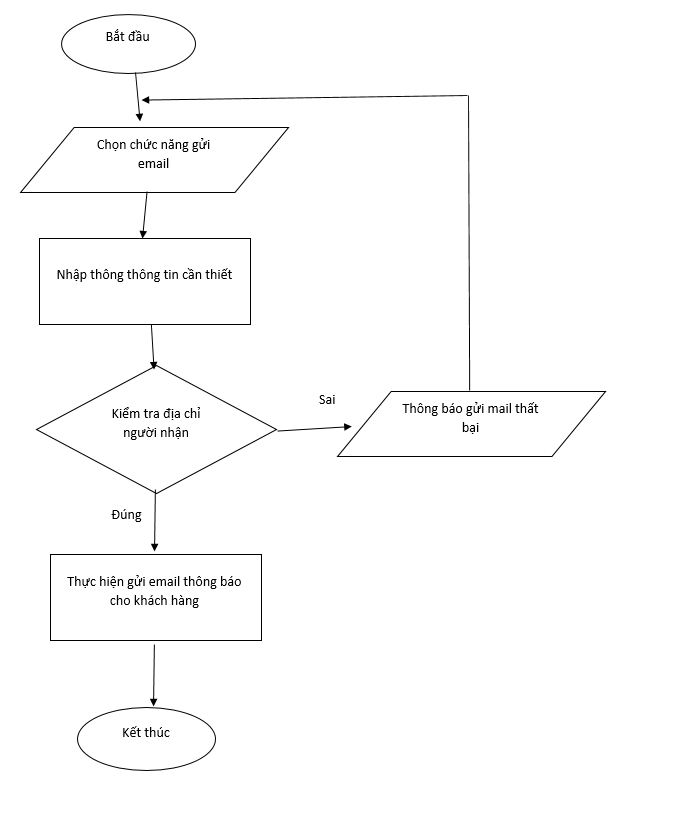 Bắt đầu
Chọn chức năng gửi
email
Nhập thông thông tin cần thiết
Kiểm tra địa chỉ
người nhận
Sai
Thông báo gửi mail thất
bại
Đúng
Thực hiện gửi email thông báo
cho khách hàng
Kết thúc